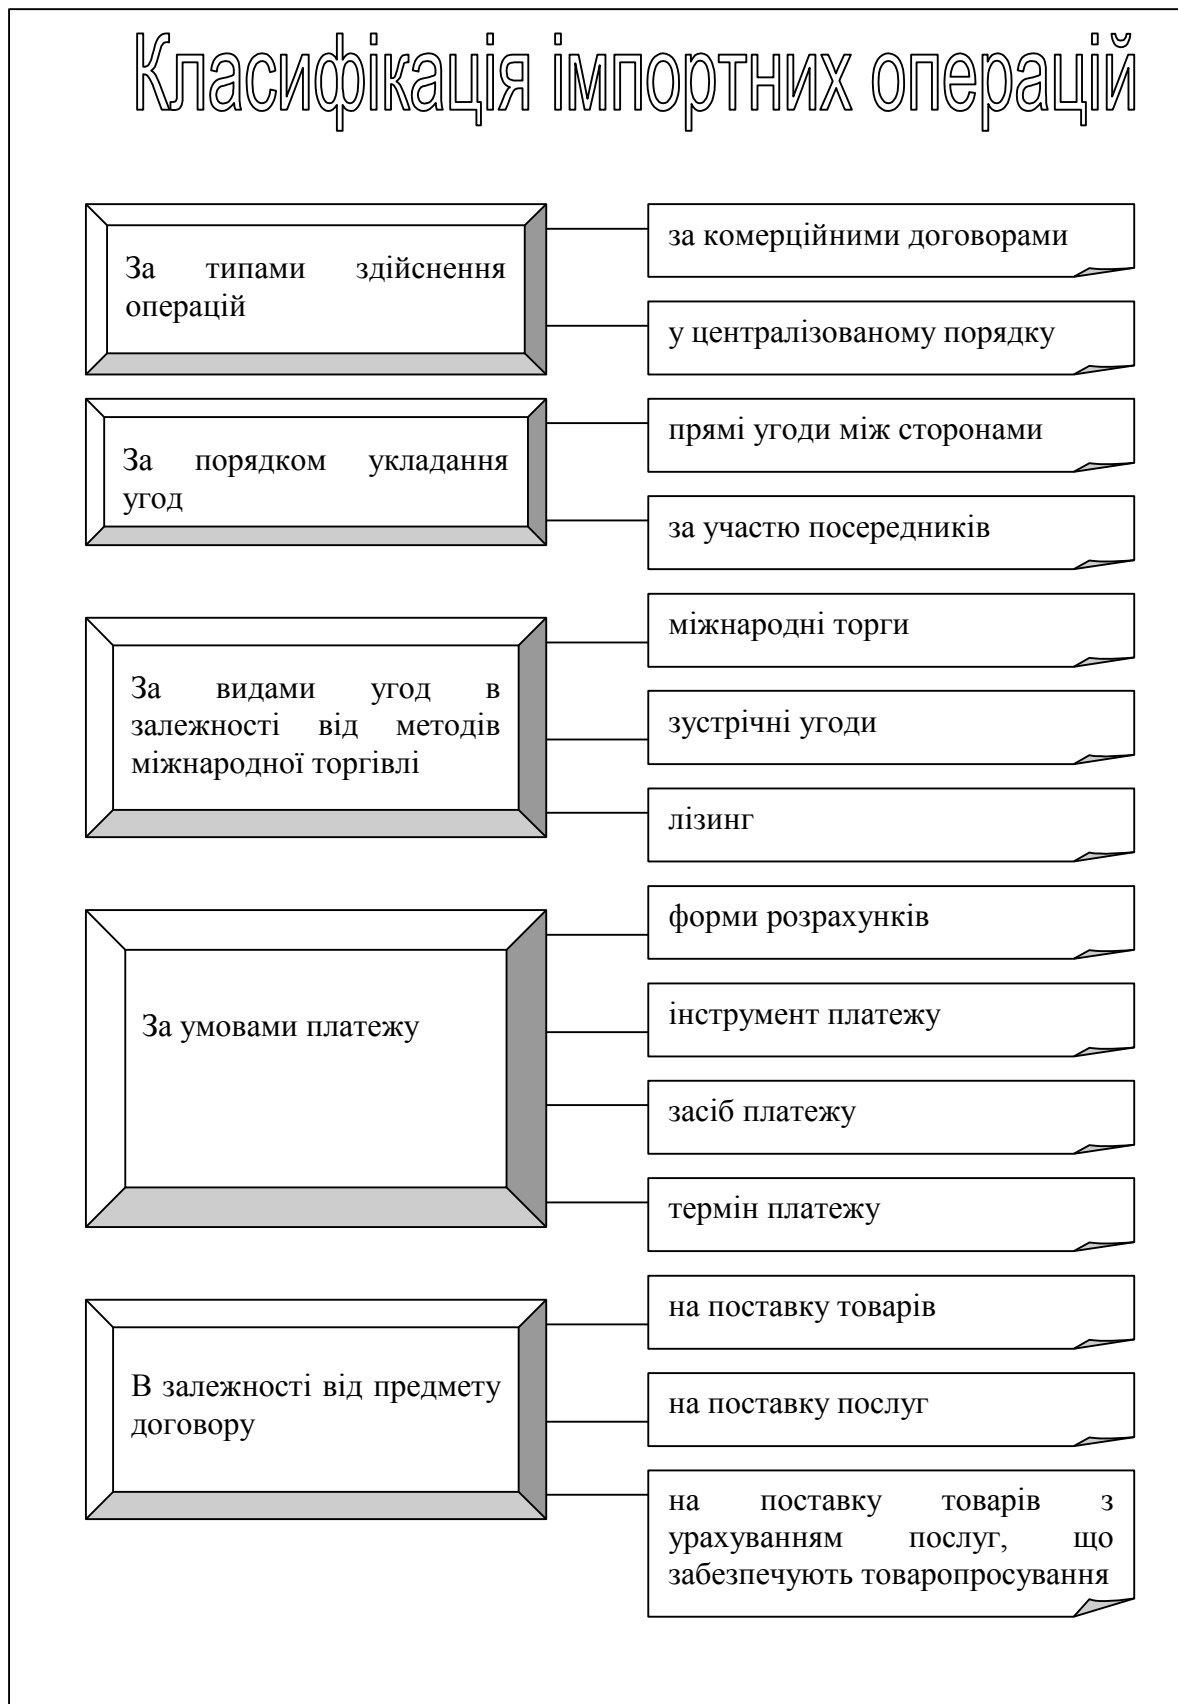 Класифікація імпортних операцій
За типами здійснення
операцій
за комерційними договорами
у централізованому порядку
За порядком укладання
угод
прямі угоди між сторонами
за участю посередників
За видами угод в
залежності від методів
міжнародної торгівлі
міжнародні торги
зустрічні угоди
лізинг
За умовами платежу
форми розрахунків
інструмент платежу
засіб платежу
термін платежу
В залежності від предмету
договору
на поставку товарів
на поставку послуг
на поставку товарів з
урахуванням послуг, що
забезпечують товаропросування